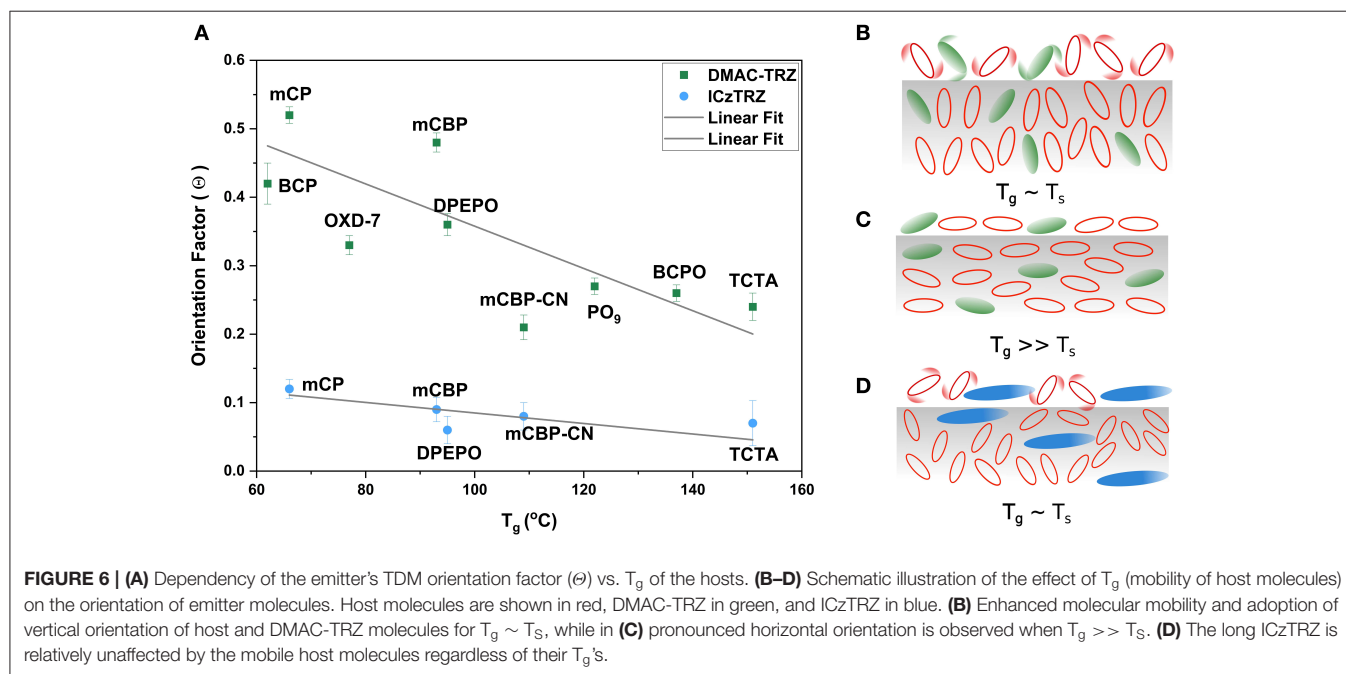 A
Orientation Factor (Θ)
0.6
0.5
0.4
0.3
0.2
0.1
0.0
60
80
100
120
140
160
Tg (oC)
DMAC-TRZ
ICzTRZ
Linear Fit
Linear Fit
mCP
BCP
OXD-7
mCBP
DPEPO
mCBP-CN
PO9
BCPO
TCTA
mCP
mCBP
DPEPO
mCBP-CN
TCTA
B
Tg ~ Ts
C
Tg >> Ts
D
Tg ~ Ts
FIGURE 6 | (A) Dependency of the emitter's TDM orientation factor (Θ) vs. Tg of the hosts. (B–D) Schematic illustration of the effect of Tg (mobility of host molecules)
on the orientation of emitter molecules. Host molecules are shown in red, DMAC-TRZ in green, and ICzTRZ in blue. (B) Enhanced molecular mobility and adoption of
vertical orientation of host and DMAC-TRZ molecules for Tg ~ TS, while in (C) pronounced horizontal orientation is observed when Tg >> TS. (D) The long ICzTRZ is
relatively unaffected by the mobile host molecules regardless of their Tg's.